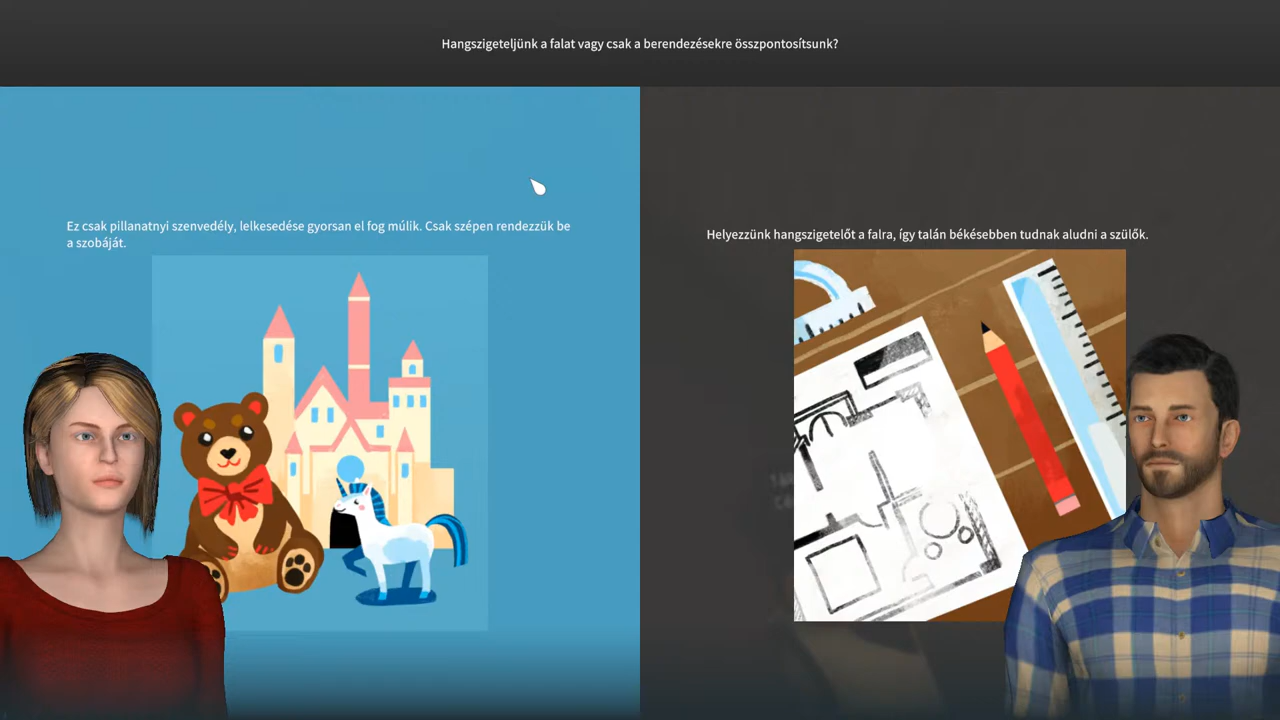 Hangszigeteljünk a falat vagy csak a berendezésekre összpontosítsunk?
Ez csak pillanatnyi szenvedély, lelkesedése gyorsan el fog múlik. Csak szépen rendezzük be
a szobáját.
Helyezzünk hangszigetelőt a falra, így talán békésebben tudnak aludni a szülők.